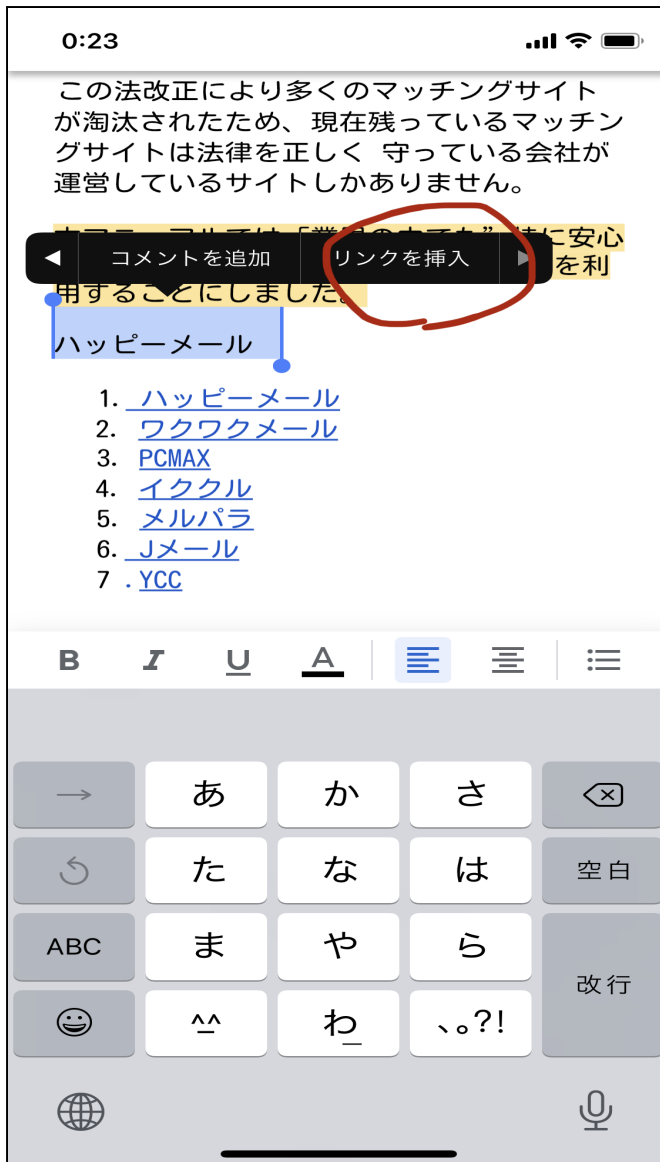 0:23
この法改正により多くのマッチングサイト
が淘汰されたため、現在残っているマッチン
グサイトは法律を正しく 守っている会社が
運営しているサイトしかありません。
に安心
◀ コメントを追加 リンクを挿入 ▶
を利
用することにしました。
ハッピーメール
1. ハッピーメール
2. ワクワクメール
3. PCMAX
4. イククル
5. メルパラ
6. Jメール
7 . YCC
B I U A
→ あ か さ
た な は 空白
ABC ま や ら
改行
^^ わ_ 、。?!